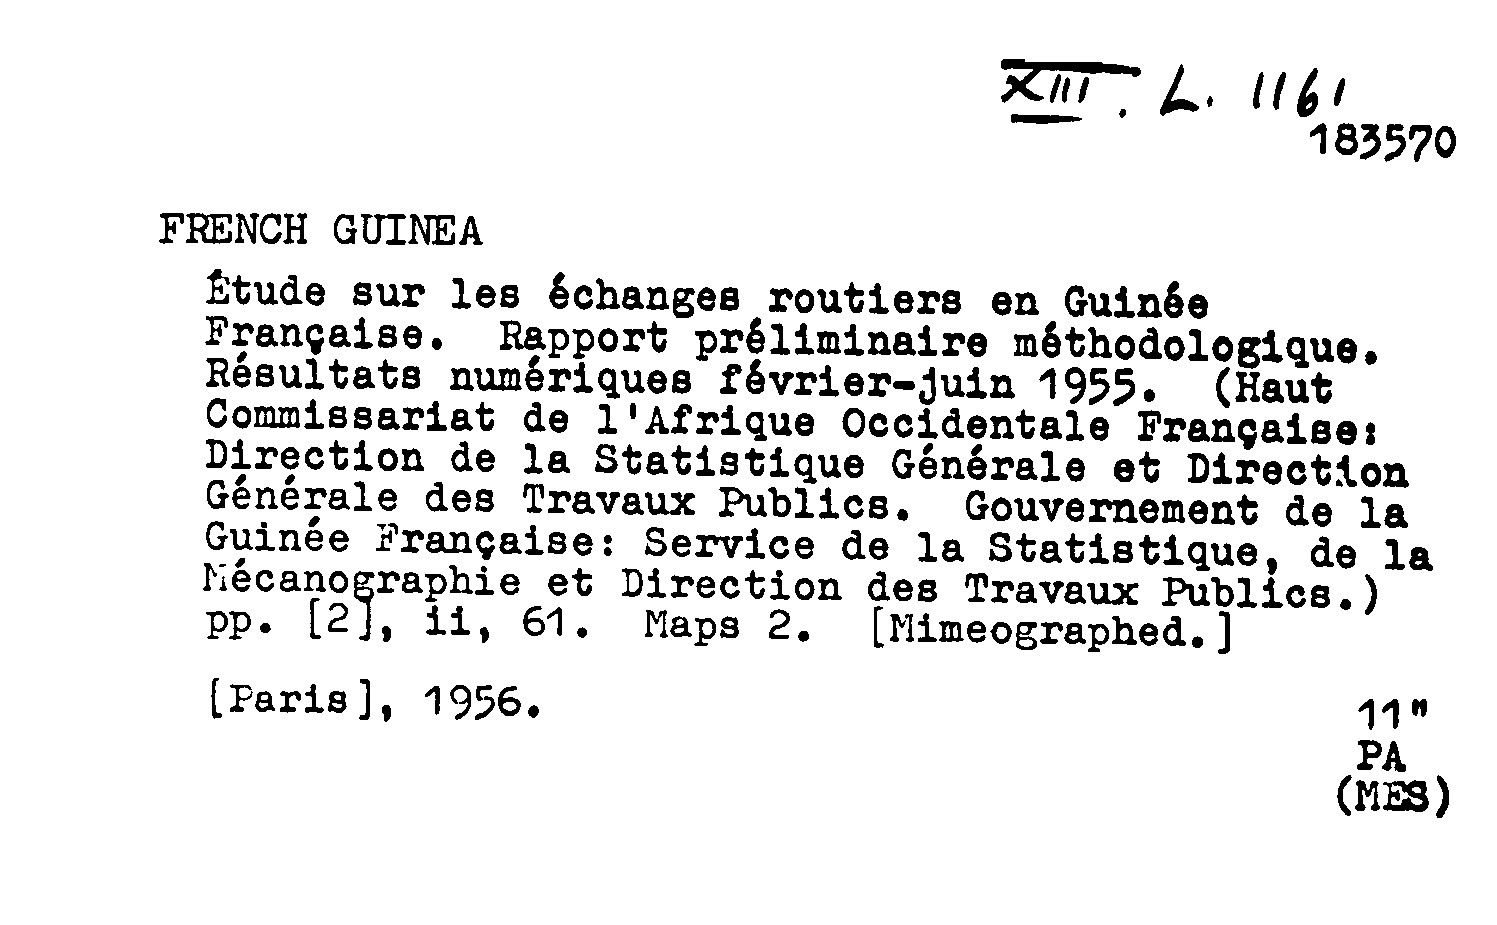 XIII. L. 1161
183570
FRENCH GUINEA
Étude sur les échanges routiers en Guinée
Française. Rapport préliminaire méthodologique.
Résultats numériques février-juin 1955. (Haut
Commissariat de l'Afrique Occidentale Française:
Direction de la Statistique Générale et Direction
Générale des Travaux Publics. Gouvernement de la
Guinée Française: Service de la Statistique, de la
Mécanographie et Direction des Travaux Publics.)
pp. [2], ii, 61. Maps 2. [Mimeographed.]
[Paris], 1956.
11"
PA
(MES)